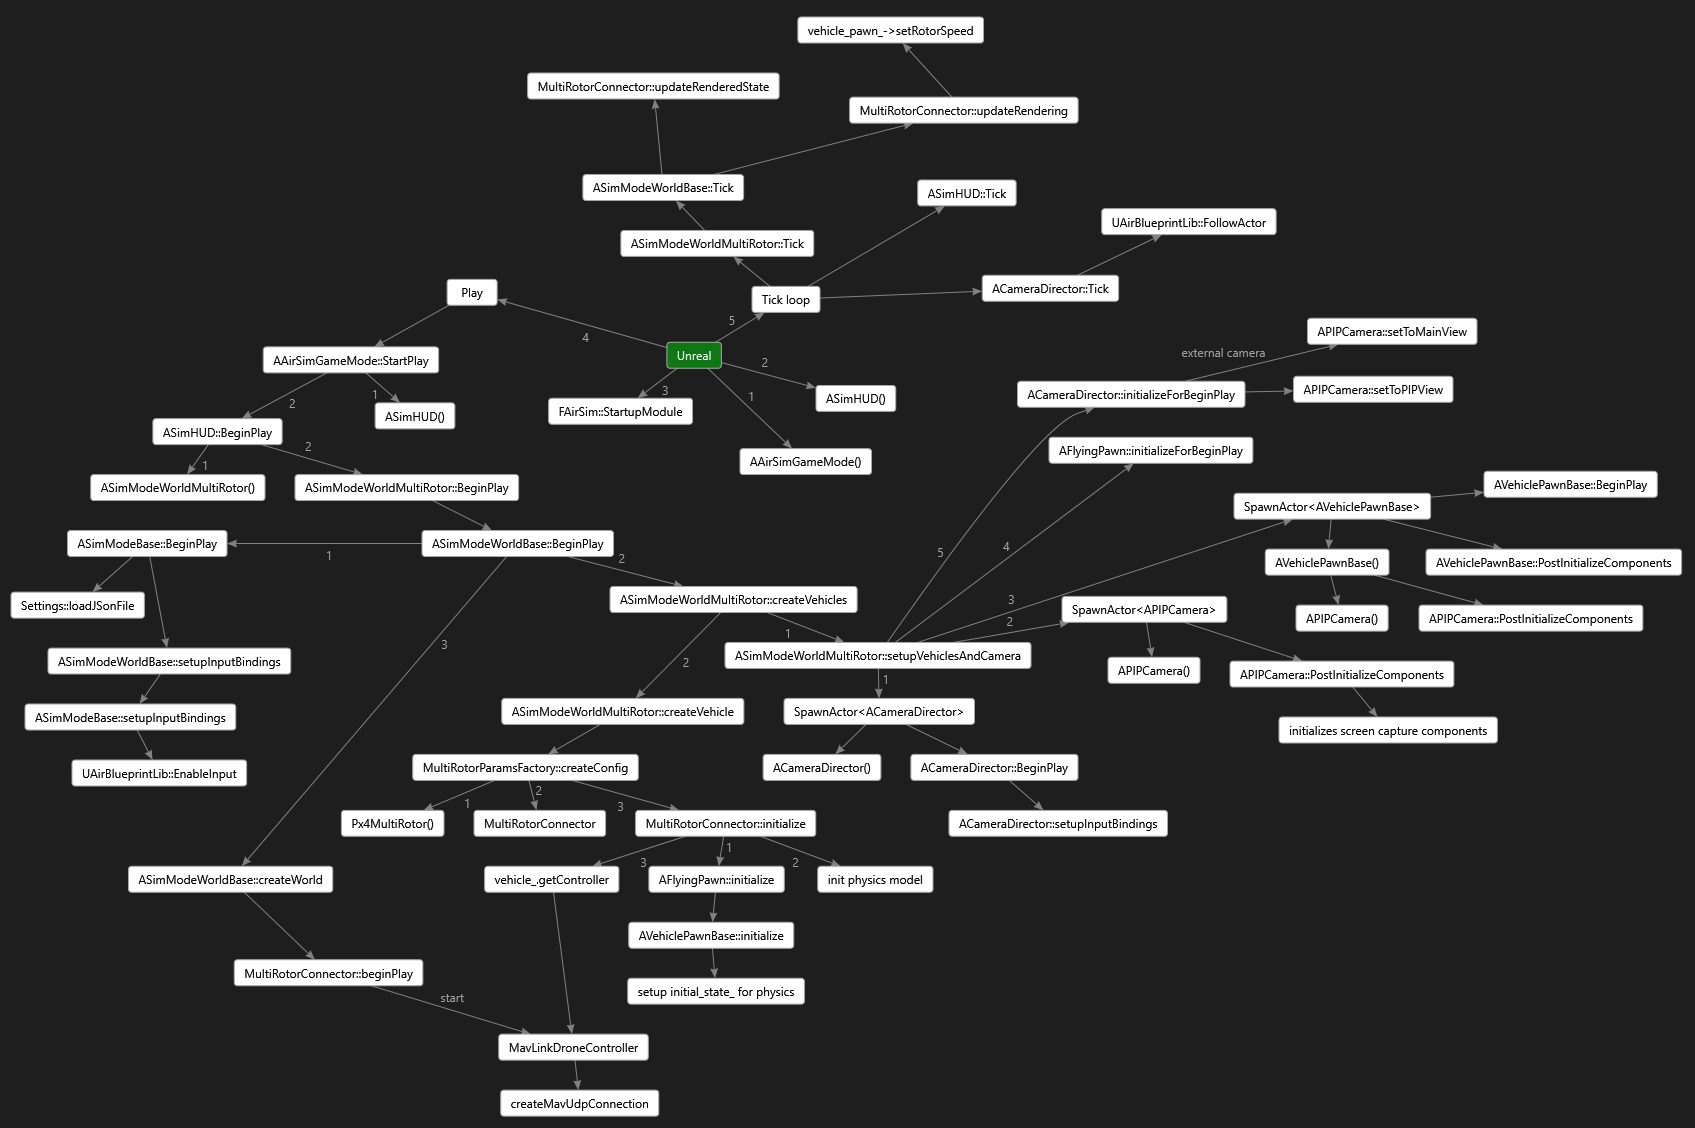 vehicle_pawn_->setRotorSpeed
MultiRotorConnector::updateRenderedState
MultiRotorConnector::updateRendering
ASimModeWorldBase::Tick
ASimHUD::Tick
UAirBlueprintLib::FollowActor
ASimModeWorldMultiRotor::Tick
ACameraDirector::Tick
Play
Tick loop
5
4
APIPCamera::setToMainView
external camera
AAirSimGameMode::StartPlay
Unreal
2
3
1
ASimHUD()
FAirSim::StartupModule
APIPCamera::setToPIPView
ACameraDirector::initializeForBeginPlay
1
2
ASimHUD()
ASimHUD::BeginPlay
2
AFlyingPawn::initializeForBeginPlay
AAirSimGameMode()
1
ASimModeWorldMultiRotor()
ASimModeWorldMultiRotor::BeginPlay
AVehiclePawnBase::BeginPlay
SpawnActor<AVehiclePawnBase>
ASimModeBase::BeginPlay
1
ASimModeWorldBase::BeginPlay
2
5
4
AVehiclePawnBase()
AVehiclePawnBase::PostInitializeComponents
Settings::loadJSonFile
ASimModeWorldMultiRotor::createVehicles
3
SpawnActor<APIPCamera>
APIPCamera()
APIPCamera::PostInitializeComponents
1
2
3
ASimModeWorldBase::setupInputBindings
2
ASimModeWorldMultiRotor::setupVehiclesAndCamera
APIPCamera()
APIPCamera::PostInitializeComponents
1
ASimModeBase::setupInputBindings
ASimModeWorldMultiRotor::createVehicle
SpawnActor<ACameraDirector>
initializes screen capture components
UAirBlueprintLib::EnableInput
MultiRotorParamsFactory::createConfig
ACameraDirector()
ACameraDirector::BeginPlay
1
2
3
Px4MultiRotor()
MultiRotorConnector
MultiRotorConnector::initialize
ACameraDirector::setupInputBindings
3
1
2
ASimModeWorldBase::createWorld
vehicle_.getController
AFlyingPawn::initialize
init physics model
AVehiclePawnBase::initialize
MultiRotorConnector::beginPlay
setup initial_state_ for physics
start
MavLinkDroneController
createMavUdpConnection